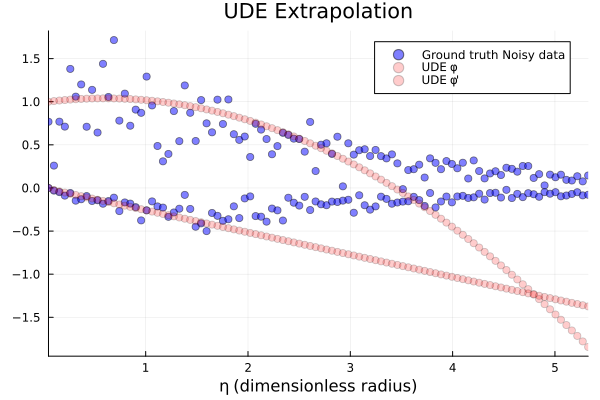 UDE Extrapolation
Ground truth Noisy data
UDE φ
UDE φ'
1.5
1.0
0.5
0.0
−0.5
−1.0
−1.5
1 2 3 4 5
η (dimensionless radius)